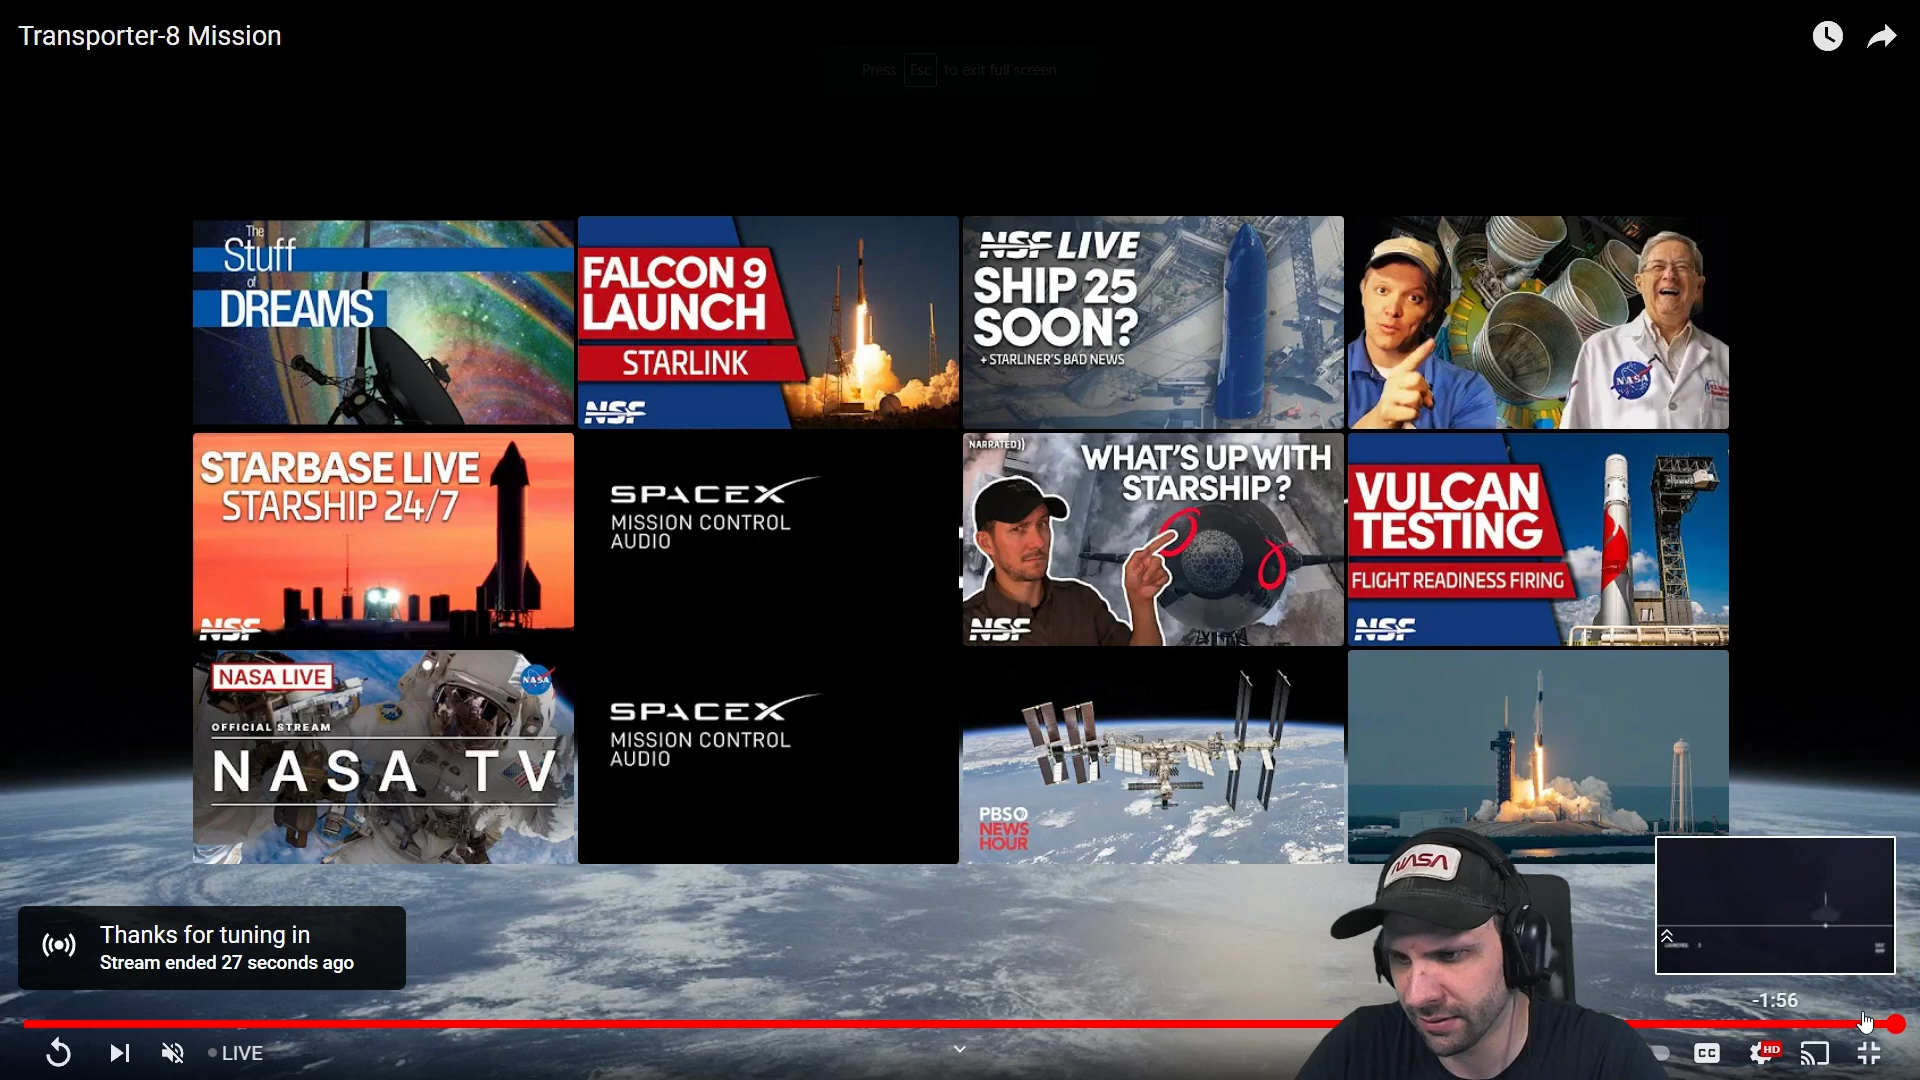 Transporter-8 Mission
Press Esc to exit full screen
The
Stuff
of
DREAMS
FALCON 9
LAUNCH
STARLINK
NSF
NSF LIVE
SHIP 25
SOON?
+ STARLINER'S BAD NEWS
NASA
STARBASE LIVE
STARSHIP 24/7
NSF
SPACEX
MISSION CONTROL
AUDIO
NARRATED))
WHAT'S UP WITH
STARSHIP?
NSF
VULCAN
TESTING
FLIGHT READINESS FIRING
NSF
NASA LIVE
NASA
OFFICIAL STREAM
NASA TV
SPACEX
MISSION CONTROL
AUDIO
PBS
NEWS
HOUR
NASA
Thanks for tuning in
Stream ended 27 seconds ago
-1:56
LIVE
CC
HD